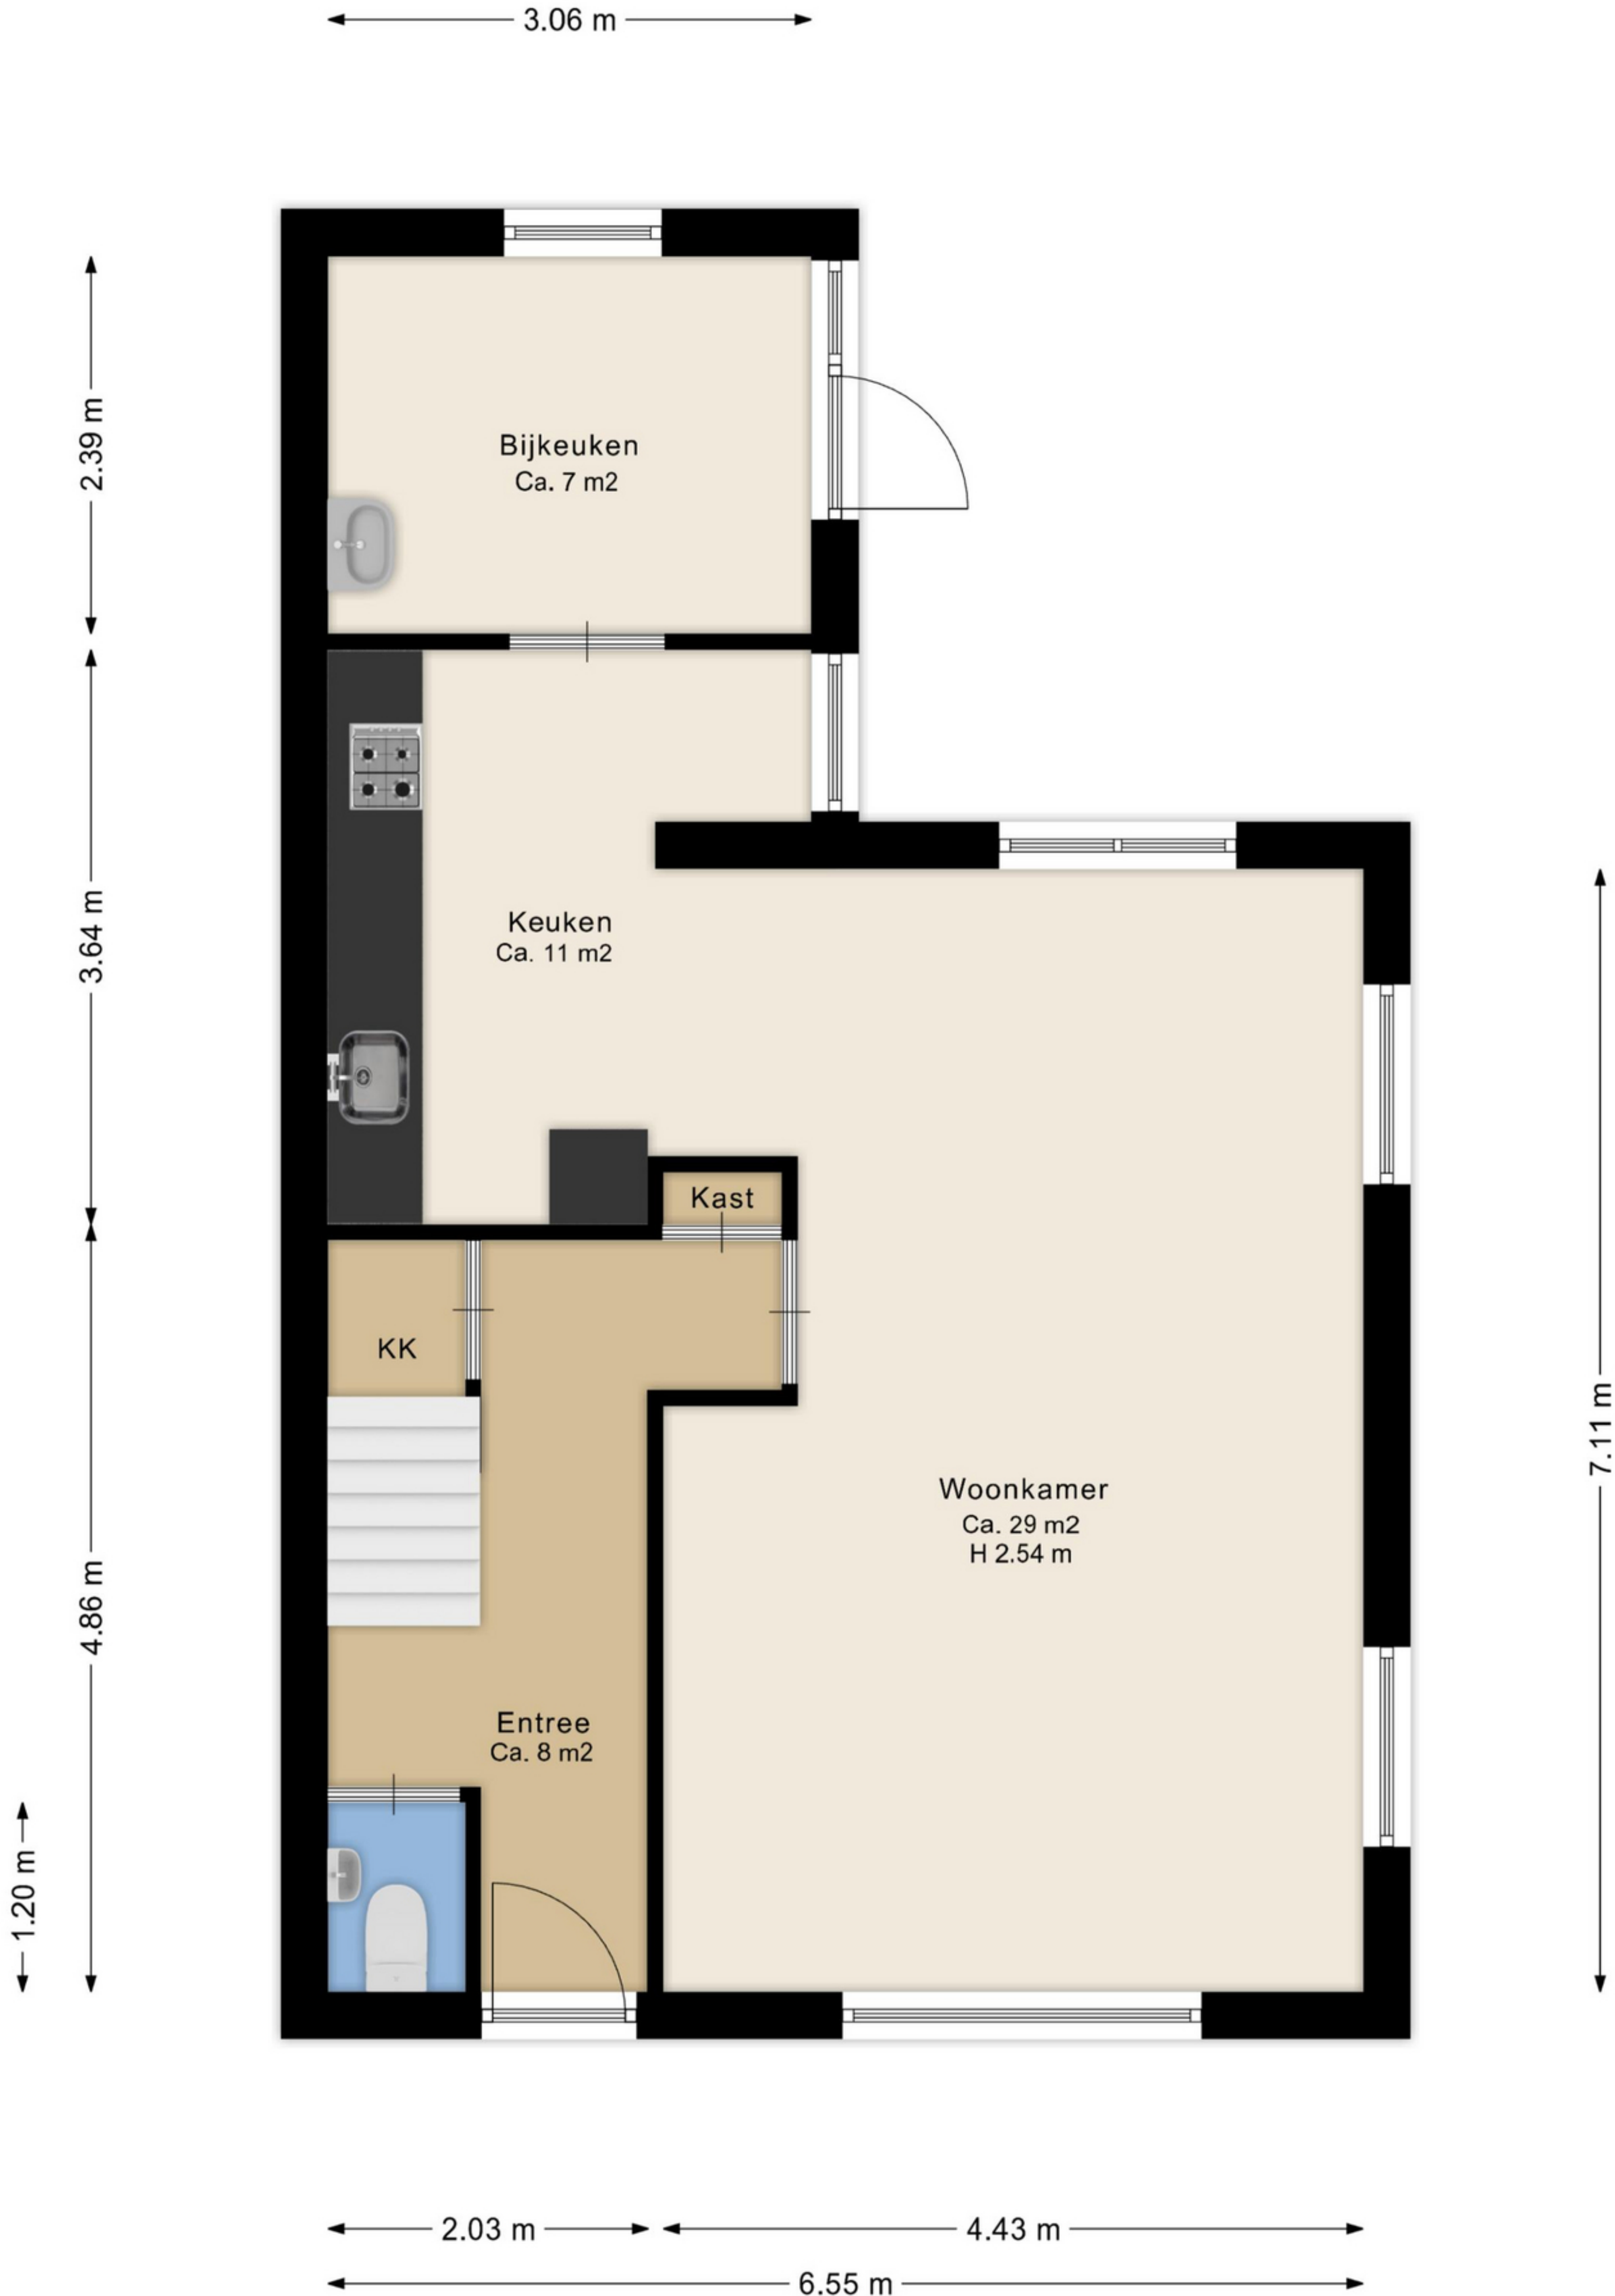 3.06 m
2.39 m
Bijkeuken
Ca. 7 m2
3.64 m
Keuken
Ca. 11 m2
Kast
KK
7.11 m
Woonkamer
Ca. 29 m2
H 2.54 m
4.86 m
Entree
Ca. 8 m2
1.20 m
2.03 m
4.43 m
6.55 m